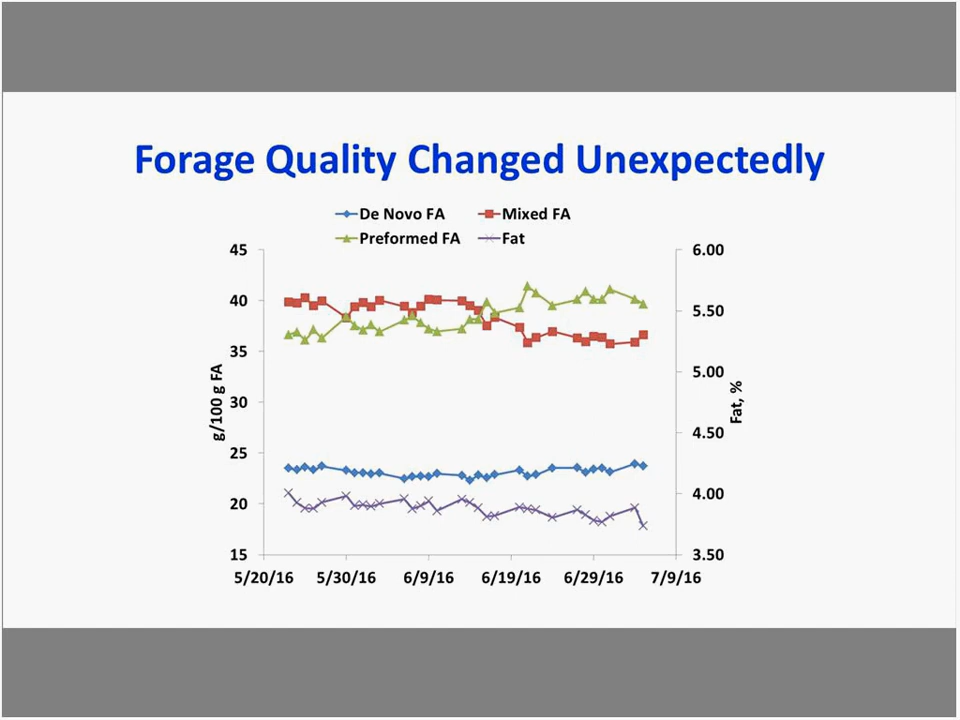 Forage Quality Changed Unexpectedly
De Novo FA Mixed FA
Preformed FA Fat
45 6.00
40
5.50
35
5.00
30
4.50
25
4.00
20
15 3.50
g/100 g FA
Fat, %
5/20/16 5/30/16 6/9/16 6/19/16 6/29/16 7/9/16